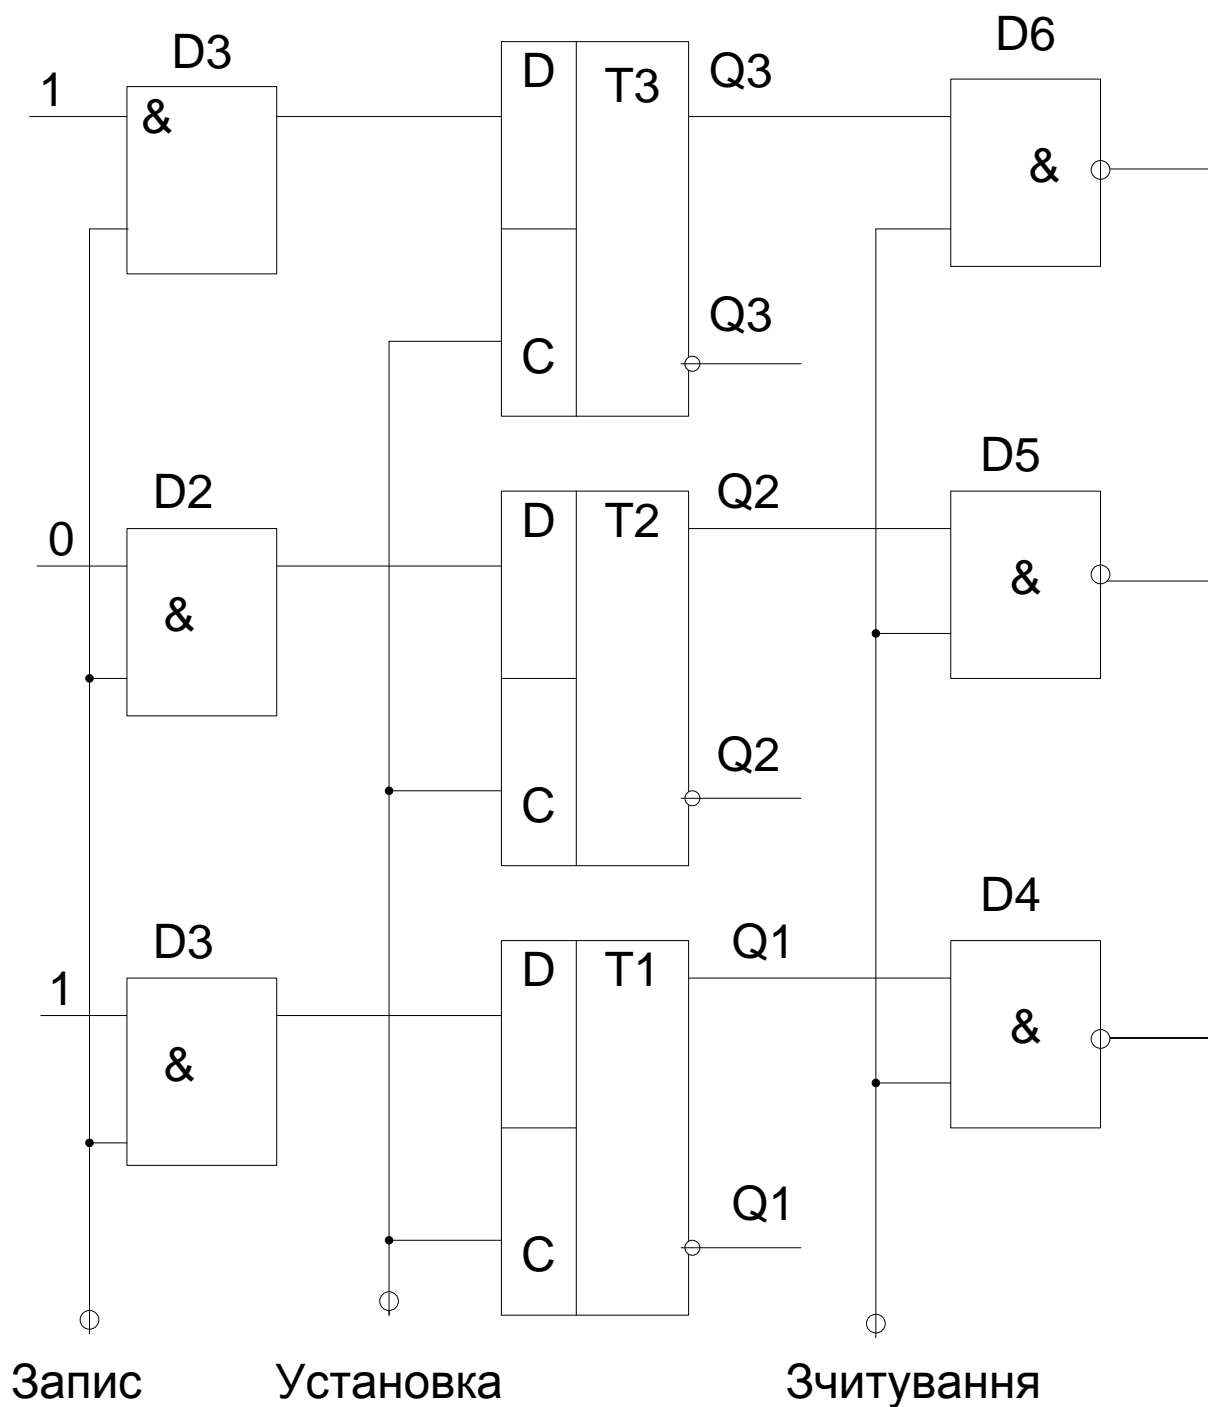 D3 D6
1 & D T3 Q3 &
C Q3
D2 D5
0 & D T2 Q2 &
C Q2
D3 D4
1 & D T1 Q1 &
C Q1
Запис Установка Зчитування